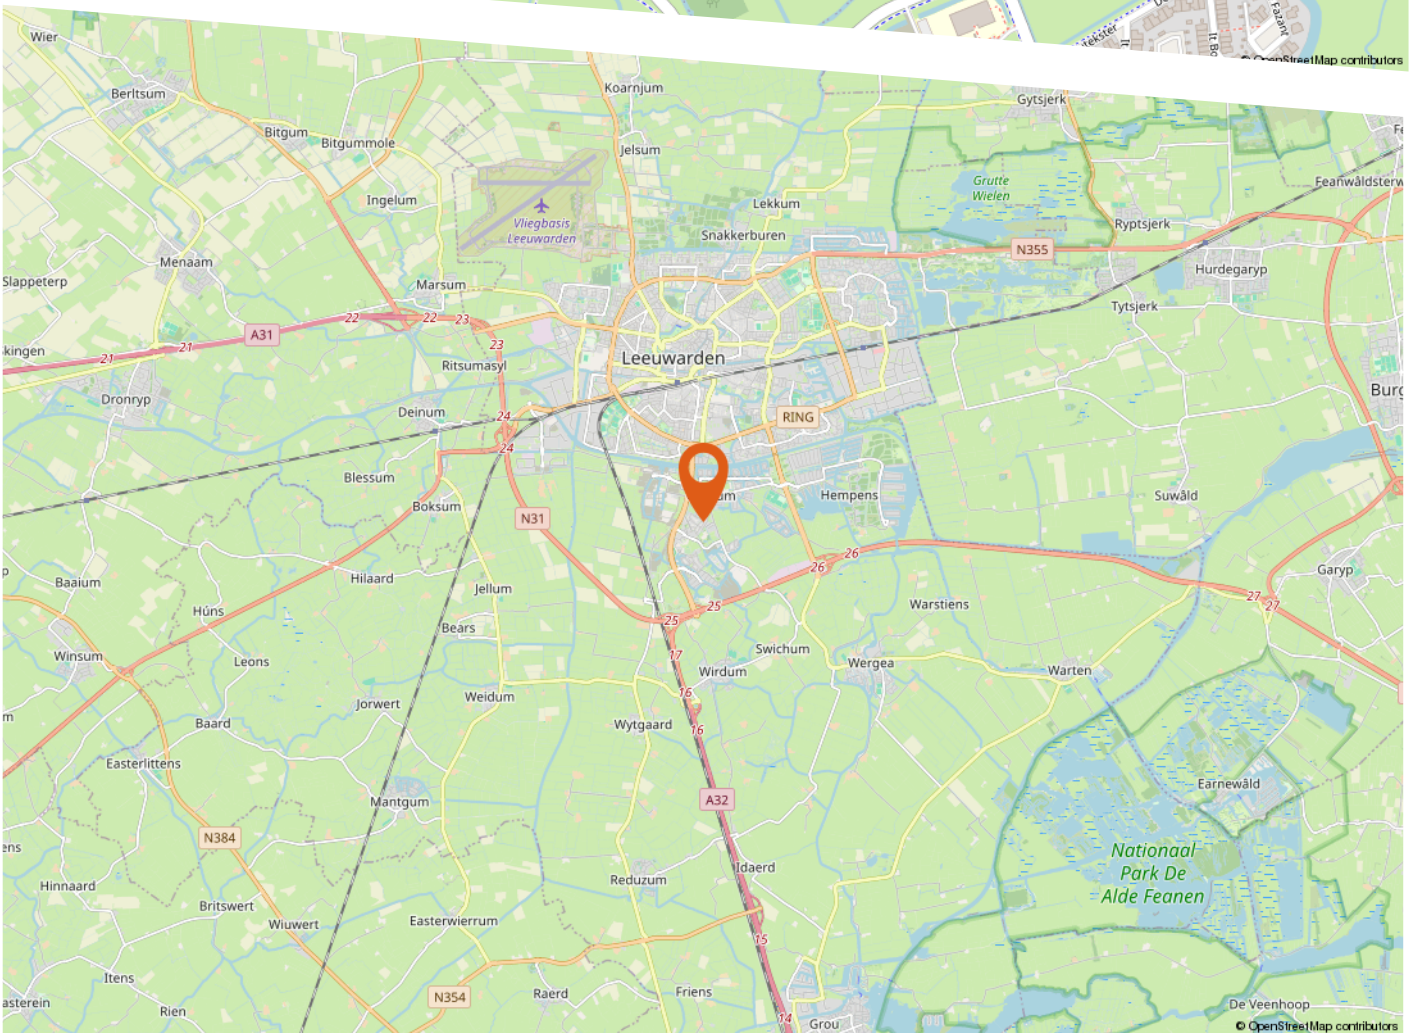 tekster
Fazant
© OpenStreetMap contributors
Wier
Berltsum
Koarnjum
Gytsjerk
Bitgum
Bitgummole
Jelsum
Feanwâldsterw
Grutte
Wielen
Ingelum
Lekkum
Vliegbasis
Leeuwarden
Ryptsjerk
Snakkerburen
N355
Menaam
Hurdegaryp
Slappeterp
Marsum
Tytsjerk
22
22
23
A31
23
kingen
21
21
Leeuwarden
Ritsumasyl
Burg
Dronryp
Deinum
24
RING
24
Blessum
um
Hempens
Suwâld
Boksum
N31
26
26
Garyp
Baaium
Hilaard
Jellum
27
27
Húns
25
Warstiens
25
Bears
Winsum
Leons
17
Swichum
Wergea
Wirdum
Warten
Weidum
16
Jorwert
m
Baard
Wytgaard
16
Easterlittens
Earnewâld
Mantgum
A32
N384
ens
Nationaal
Park De
Alde Feanen
Idaerd
Hinnaard
Reduzum
Britswert
Wiuwert
Easterwierrum
15
Itens
asterein
N354
Raerd
Friens
De Veenhoop
Rien
14
Grou
© OpenStreetMap contributors